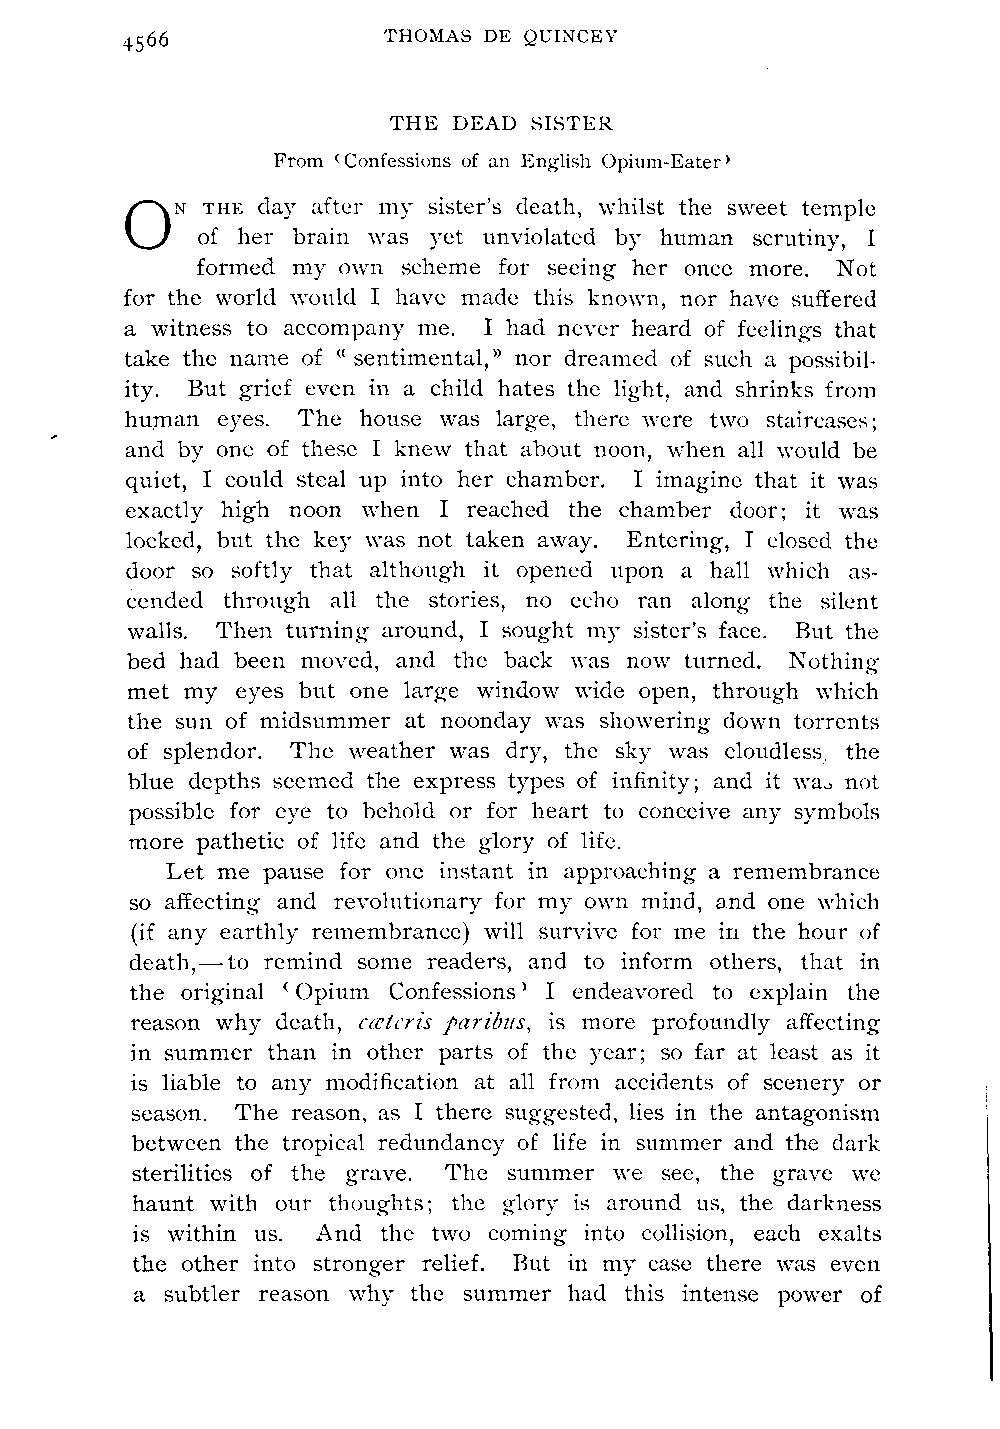 4566
THOMAS DE QUINCEY
THE DEAD SISTER
From ‹Confessions of an English Opium-Eater›
ON THE day after my sister's death, whilst the sweet temple
of her brain was yet unviolated by human scrutiny, I
formed my own scheme for seeing her once more. Not
for the world would I have made this known, nor have suffered
a witness to accompany me. I had never heard of feelings that
take the name of «sentimental,» nor dreamed of such a possibil-
ity. But grief even in a child hates the light, and shrinks from
human eyes. The house was large, there were two staircases;
and by one of these I knew that about noon, when all would be
quiet, I could steal up into her chamber. I imagine that it was
exactly high noon when I reached the chamber door; it was
locked, but the key was not taken away. Entering, I closed the
door so softly that although it opened upon a hall which as-
cended through all the stories, no echo ran along the silent
walls. Then turning around, I sought my sister's face. But the
bed had been moved, and the back was now turned. Nothing
met my eyes but one large window wide open, through which
the sun of midsummer at noonday was showering down torrents
of splendor. The weather was dry, the sky was cloudless, the
blue depths seemed the express types of infinity; and it was not
possible for eye to behold or for heart to conceive any symbols
more pathetic of life and the glory of life.
Let me pause for one instant in approaching a remembrance
so affecting and revolutionary for my own mind, and one which
(if any earthly remembrance) will survive for me in the hour of
death,—to remind some readers, and to inform others, that in
the original ‹Opium Confessions› I endeavored to explain the
reason why death, cæteris paribus, is more profoundly affecting
in summer than in other parts of the year; so far at least as it
is liable to any modification at all from accidents of scenery or
season. The reason, as I there suggested, lies in the antagonism
between the tropical redundancy of life in summer and the dark
sterilities of the grave. The summer we see, the grave we
haunt with our thoughts; the glory is around us, the darkness
is within us. And the two coming into collision, each exalts
the other into stronger relief. But in my case there was even
a subtler reason why the summer had this intense power of